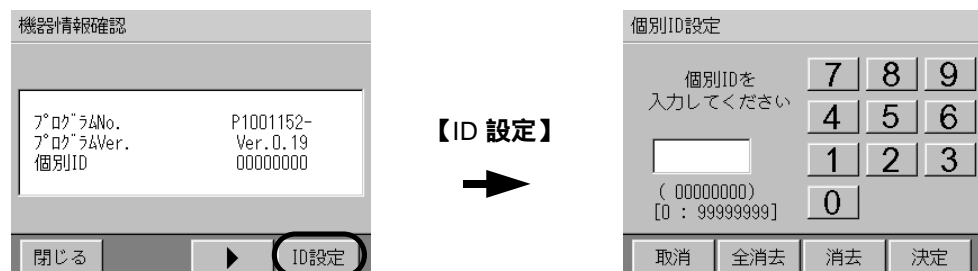 機器情報確認
ﾌﾟﾛｸﾞﾗﾑNo. P1001152-
ﾌﾟﾛｸﾞﾗﾑVer. Ver.0.19
個別ID 00000000
閉じる ▶ ID設定
【ID 設定】
個別ID設定
個別IDを
入力してください
( 00000000)
[0 : 99999999]
7 8 9
4 5 6
1 2 3
0
取消 全消去 消去 決定